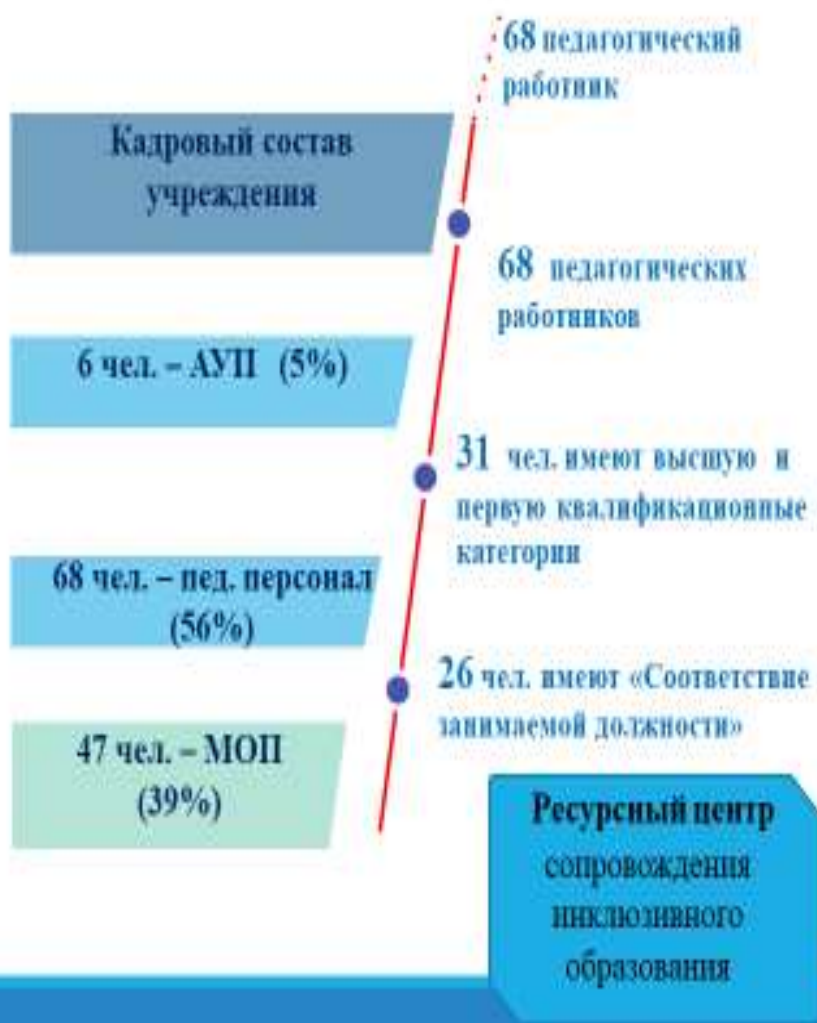 68 педагогический
работник
Кадровый состав
учреждения
68 педагогических
работников
6 чел. – АУП (5%)
31 чел. имеют высшую и
первую квалификационные
категории
68 чел. – пед. персонал
(56%)
26 чел. имеют «Соответствие
занимаемой должности»
47 чел. – МОП
(39%)
Ресурсный центр
сопровождения
инклюзивного
образования